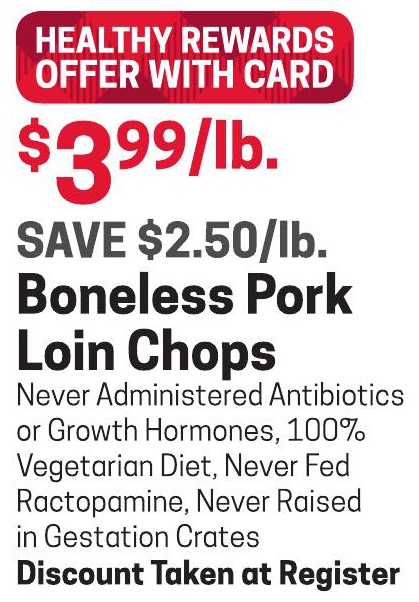 HEALTHY REWARDS
OFFER WITH CARD
$3.99/lb.
SAVE $2.50/lb.
Boneless Pork
Loin Chops
Never Administered Antibiotics
or Growth Hormones, 100%
Vegetarian Diet, Never Fed
Ractopamine, Never Raised
in Gestation Crates
Discount Taken at Register